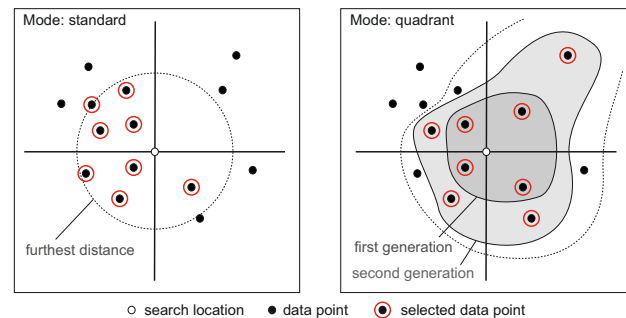 Mode: standard
Mode: quadrant
furthest distance
first generation
second generation
search location
data point
selected data point